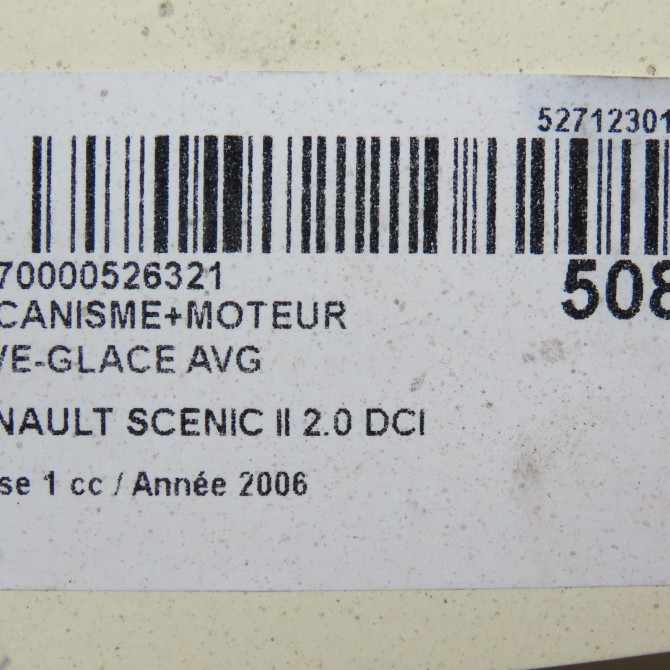 52712301
70000526321
508
CANISME+MOTEUR
VE-GLACE AVG
NAULT SCENIC II 2.0 DCI
se 1 cc / Année 2006